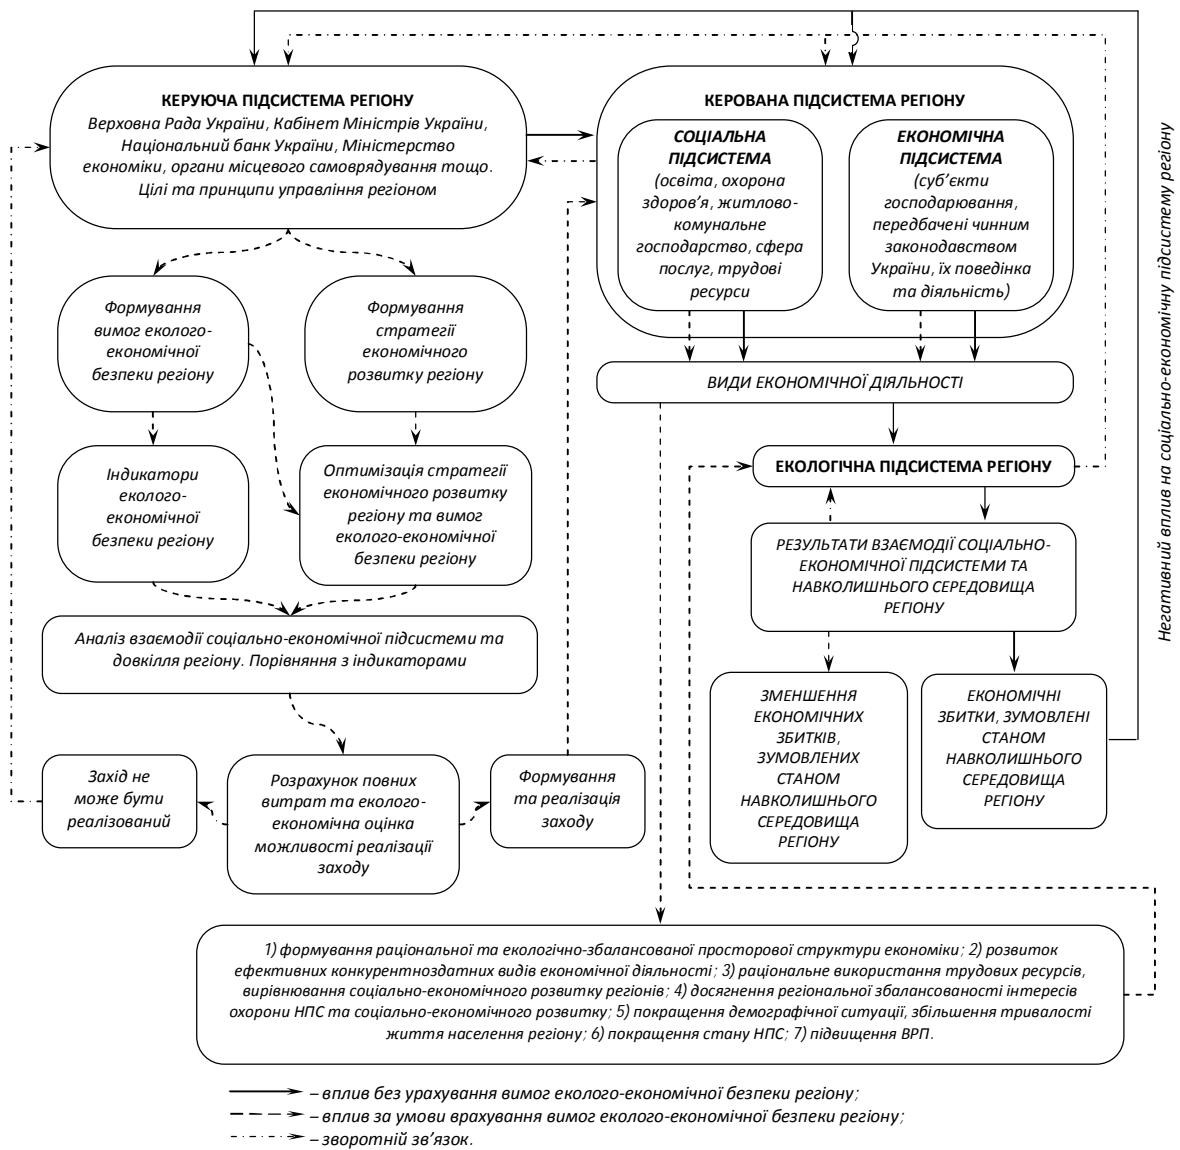 КЕРУЮЧА ПІДСИСТЕМА РЕГІОНУ
Верховна Рада України, Кабінет Міністрів України,
Національний банк України, Міністерство
економіки, органи місцевого самоврядування тощо.
Цілі та принципи управління регіоном
КЕРОВАНА ПІДСИСТЕМА РЕГІОНУ
СОЦІАЛЬНА
ПІДСИСТЕМА
(освіта, охорона
здоров’я, житлово-
комунальне
господарство, сфера
послуг, трудові
ресурси
ЕКОНОМІЧНА
ПІДСИСТЕМА
(суб’єкти
господарювання,
передбачені чинним
законодавством
України, їх поведінка
та діяльність)
Негативний вплив на соціально-економічну підсистему регіону
Формування
вимог еколого-
економічної
безпеки регіону
Формування
стратегії
економічного
розвитку регіону
ВИДИ ЕКОНОМІЧНОЇ ДІЯЛЬНОСТІ
Індикатори
еколого-
економічної
безпеки регіону
Оптимізація стратегії
економічного розвитку
регіону та вимог
еколого-економічної
безпеки регіону
ЕКОЛОГІЧНА ПІДСИСТЕМА РЕГІОНУ
РЕЗУЛЬТАТИ ВЗАЄМОДІЇ СОЦІАЛЬНО-
ЕКОНОМІЧНОЇ ПІДСИСТЕМИ ТА
НАВКОЛИШНЬОГО СЕРЕДОВИЩА
РЕГІОНУ
Аналіз взаємодії соціально-економічної підсистеми та
довкілля регіону. Порівняння з індикаторами
ЗМЕНШЕННЯ
ЕКОНОМІЧНИХ
ЗБИТКІВ,
ЗУМОВЛЕНИХ
СТАНОМ
НАВКОЛИШНЬОГО
СЕРЕДОВИЩА
РЕГІОНУ
ЕКОНОМІЧНІ
ЗБИТКИ, ЗУМОВЛЕНІ
СТАНОМ
НАВКОЛИШНЬОГО
СЕРЕДОВИЩА
РЕГІОНУ
Захід не
може бути
реалізований
Розрахунок повних
витрат та еколого-
економічна оцінка
можливості реалізації
заходу
Формування
та реалізація
заходу
1) формування раціональної та екологічно-збалансованої просторової структури економіки; 2) розвиток
ефективних конкурентноздатних видів економічної діяльності; 3) раціональне використання трудових ресурсів,
вирівнювання соціально-економічного розвитку регіонів; 4) досягнення регіональної збалансованості інтересів
охорони НПС та соціально-економічного розвитку; 5) покращення демографічної ситуації, збільшення тривалості
життя населення регіону; 6) покращення стану НПС; 7) підвищення ВРП.
– вплив без урахування вимог еколого-економічної безпеки регіону;
– вплив за умови врахування вимог еколого-економічної безпеки регіону;
– зворотній зв’язок.